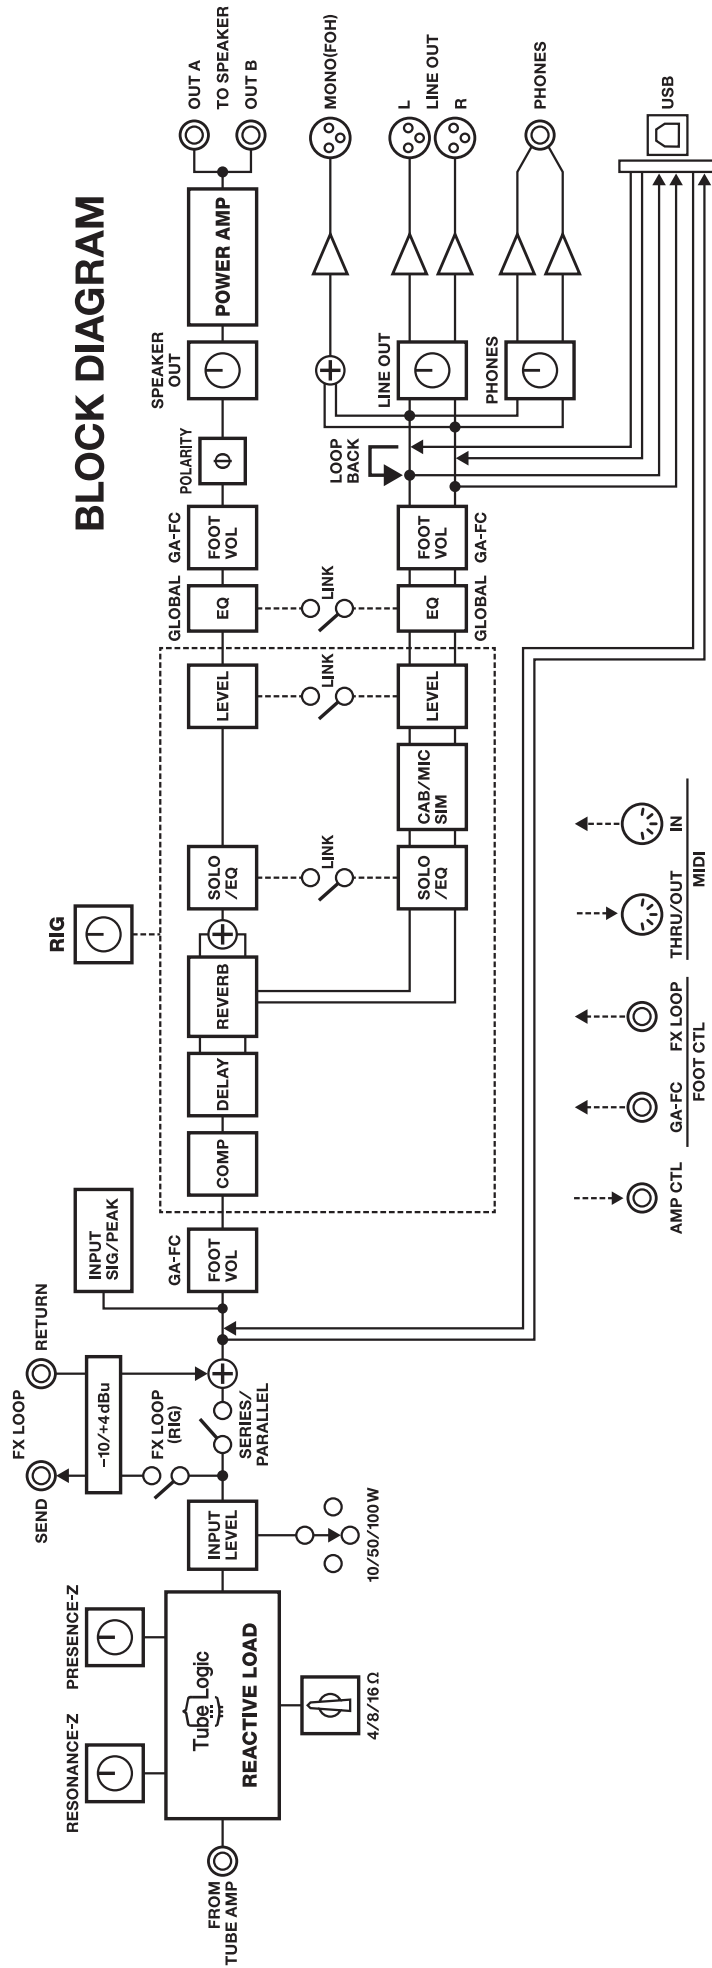 BLOCK DIAGRAM
FROM
TUBE AMP
RESONANCE-Z
PRESENCE-Z
Tube Logic
REACTIVE LOAD
4/8/16 Ω
INPUT
LEVEL
10/50/100 W
FX LOOP
SEND
RETURN
−10/+4 dBu
FX LOOP
(RIG)
SERIES/
PARALLEL
INPUT
SIG/PEAK
GA-FC
FOOT
VOL
RIG
COMP
DELAY
REVERB
SOLO
/EQ
LEVEL
GLOBAL
EQ
GA-FC
FOOT
VOL
POLARITY
Φ
SPEAKER
OUT
POWER AMP
OUT A
TO SPEAKER
OUT B
LINK
LINK
LINK
SOLO
/EQ
CAB/MIC
SIM
LEVEL
EQ
GLOBAL
FOOT
VOL
GA-FC
LOOP
BACK
LINE OUT
PHONES
MONO(FOH)
L
LINE OUT
R
PHONES
USB
AMP CTL
GA-FC
FX LOOP
FOOT CTL
THRU/OUT
IN
MIDI